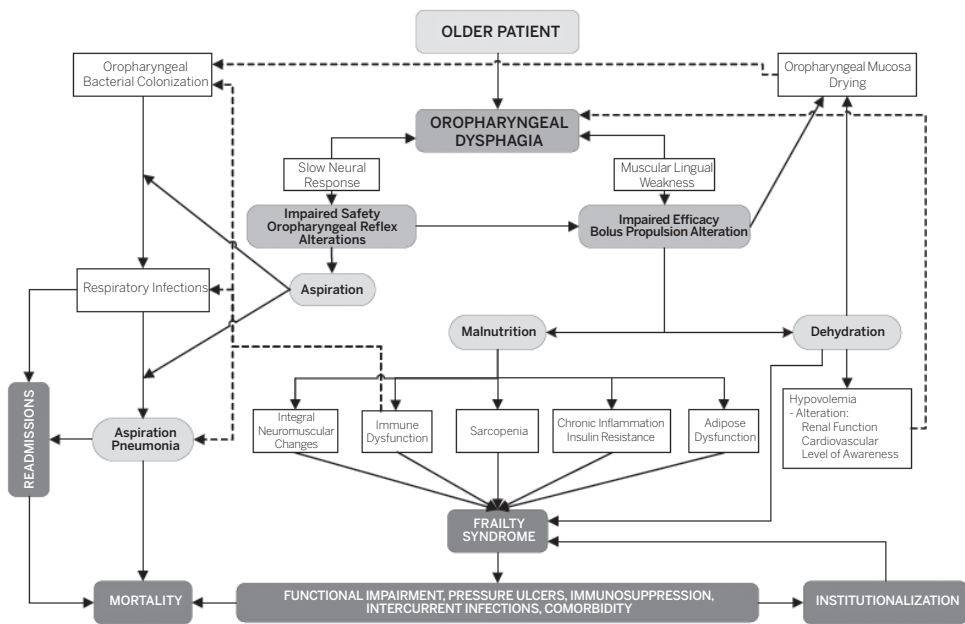 OLDER PATIENT
Oropharyngeal
Bacterial Colonization
Oropharyngeal Mucosa
Drying
OROPHARYNGEAL
DYSPHAGIA
Slow Neural
Response
Muscular Lingual
Weakness
Impaired Safety
Oropharyngeal Reflex
Alterations
Impaired Efficacy
Bolus Propulsion Alteration
Respiratory Infections
Aspiration
Malnutrition
Dehydration
READMISSIONS
Aspiration
Pneumonia
Integral
Neuromuscular
Changes
Immune
Dysfunction
Sarcopenia
Chronic Inflammation
Insulin Resistance
Adipose
Dysfunction
Hypovolemia
- Alteration:
Renal Function
Cardiovascular
Level of Awareness
FRAILTY
SYNDROME
MORTALITY
FUNCTIONAL IMPAIRMENT, PRESSURE ULCERS, IMMUNOSUPPRESSION,
INTERCURRENT INFECTIONS, COMORBIDITY
INSTITUTIONALIZATION